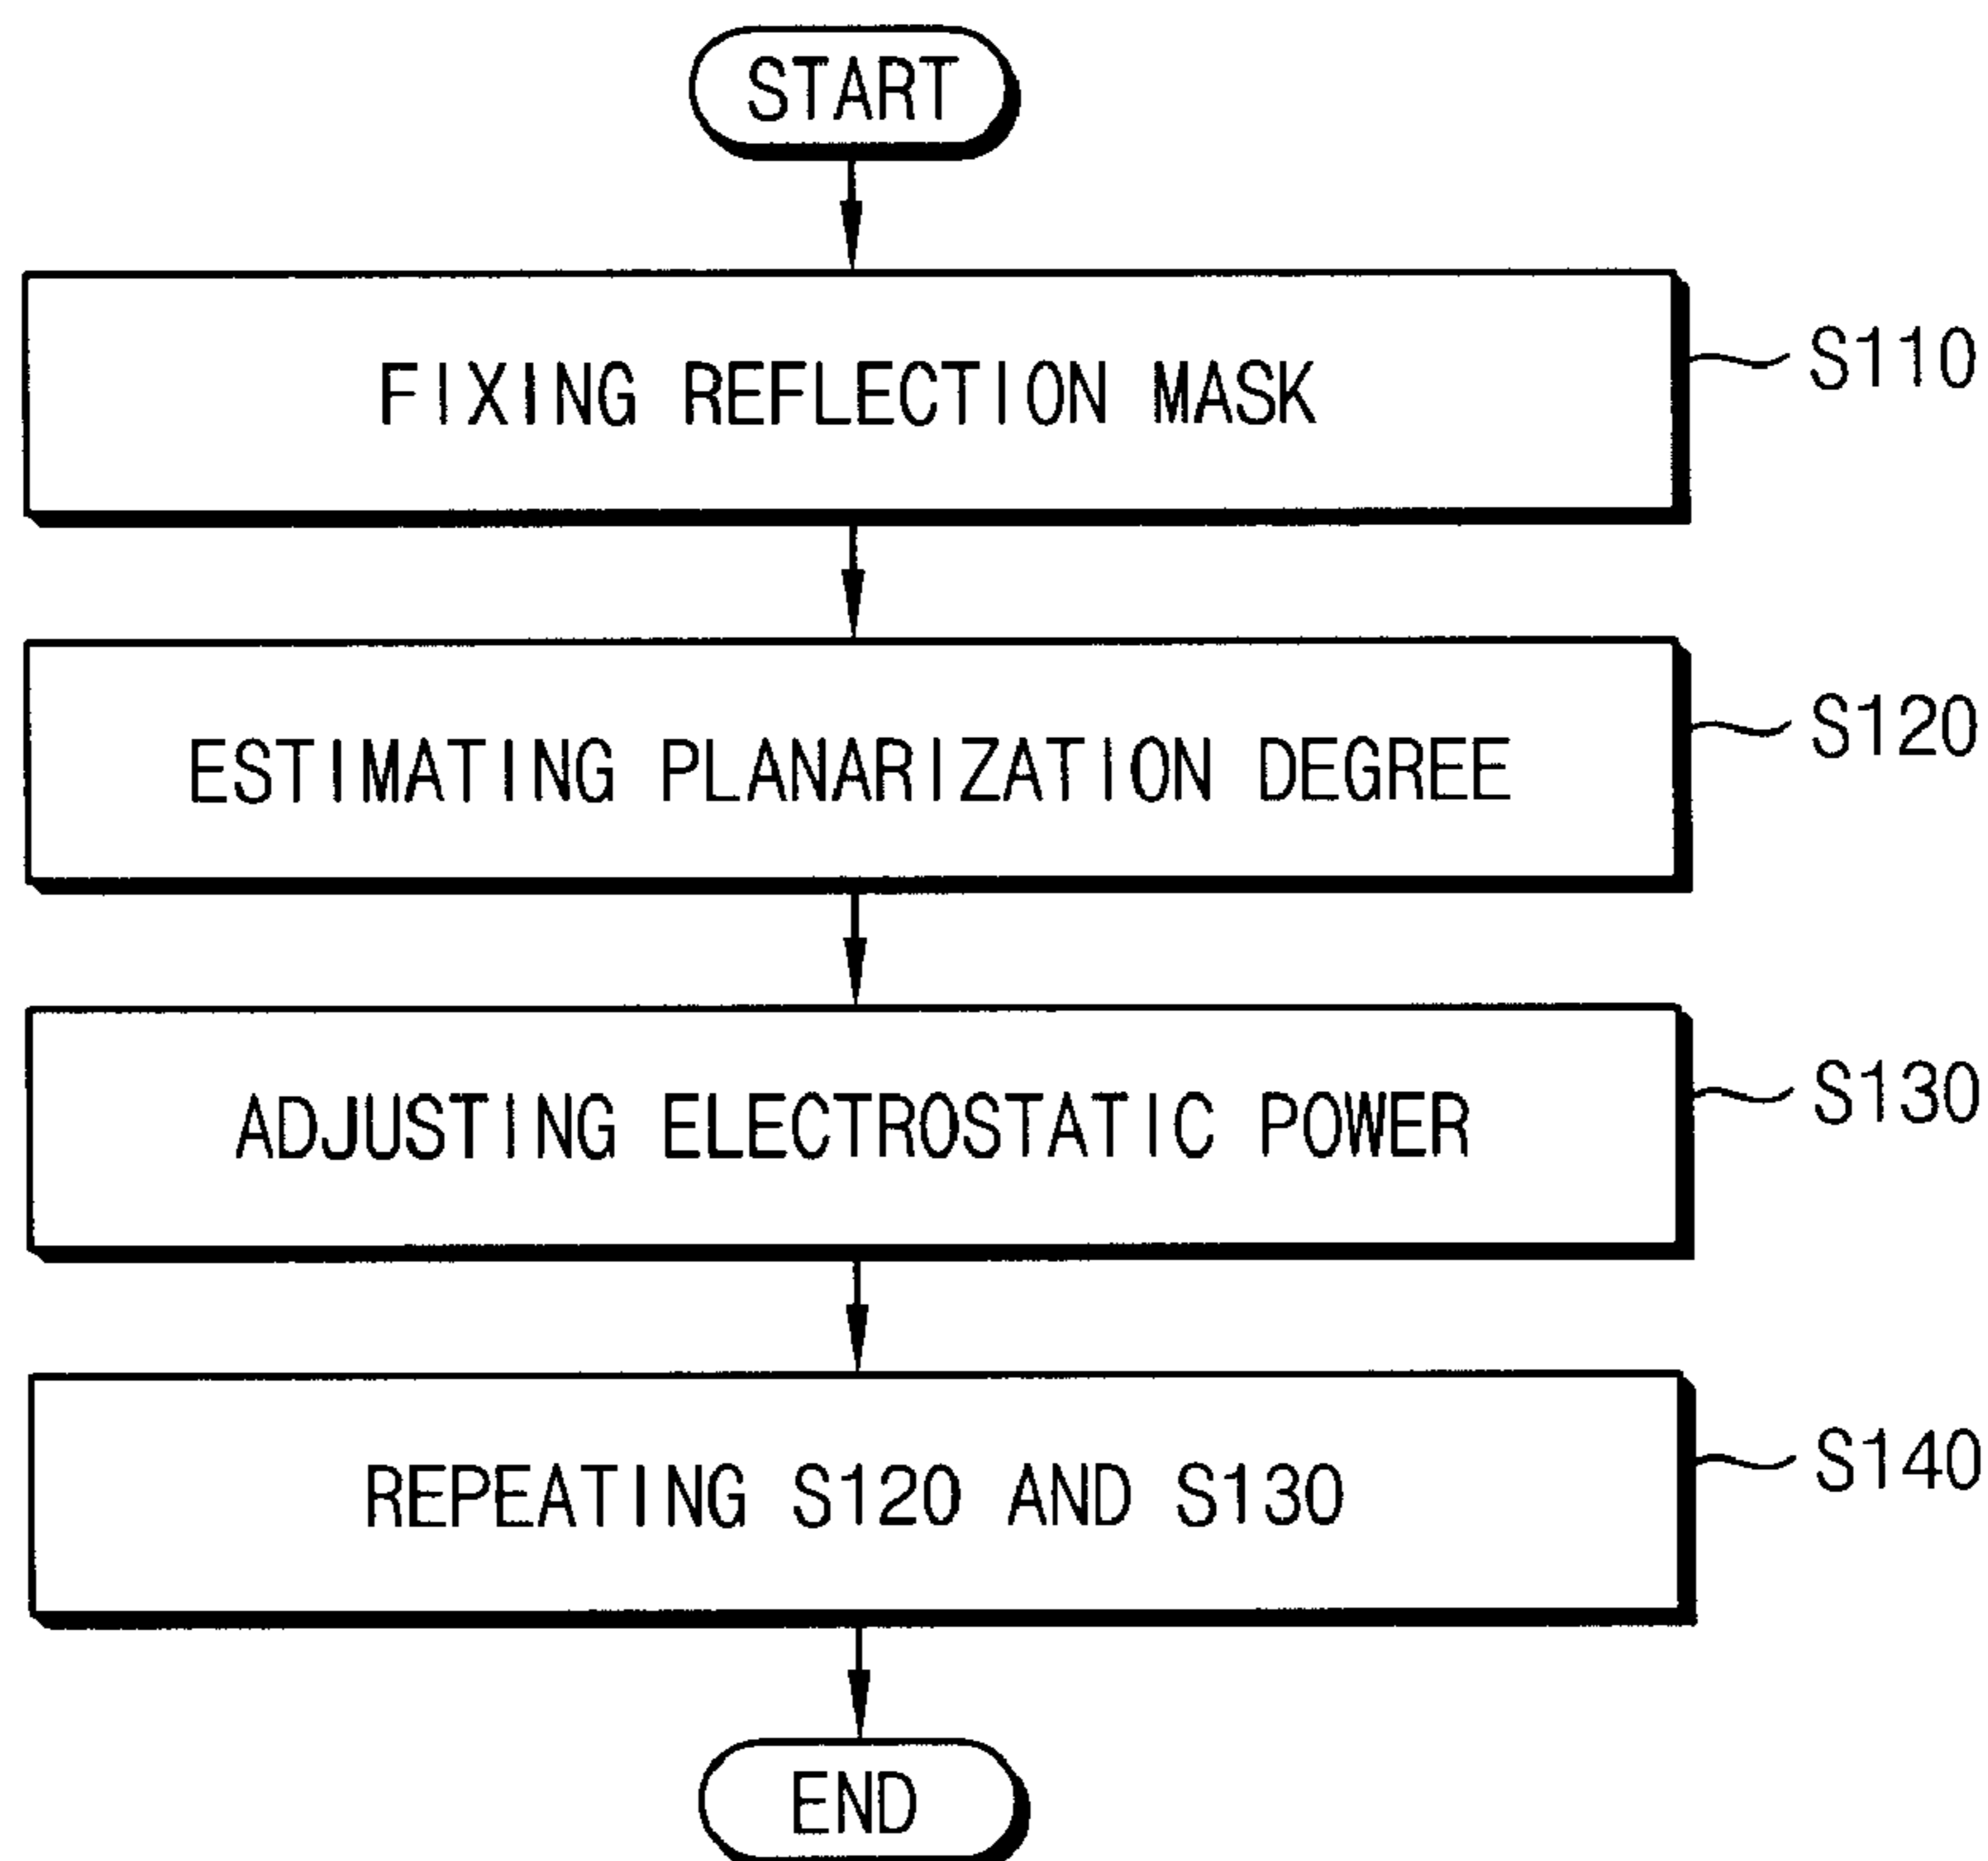 START
FIXING REFLECTION MASK
S110
ESTIMATING PLANARIZATION DEGREE
S120
ADJUSTING ELECTROSTATIC POWER
S130
REPEATING S120 AND S130
S140
END